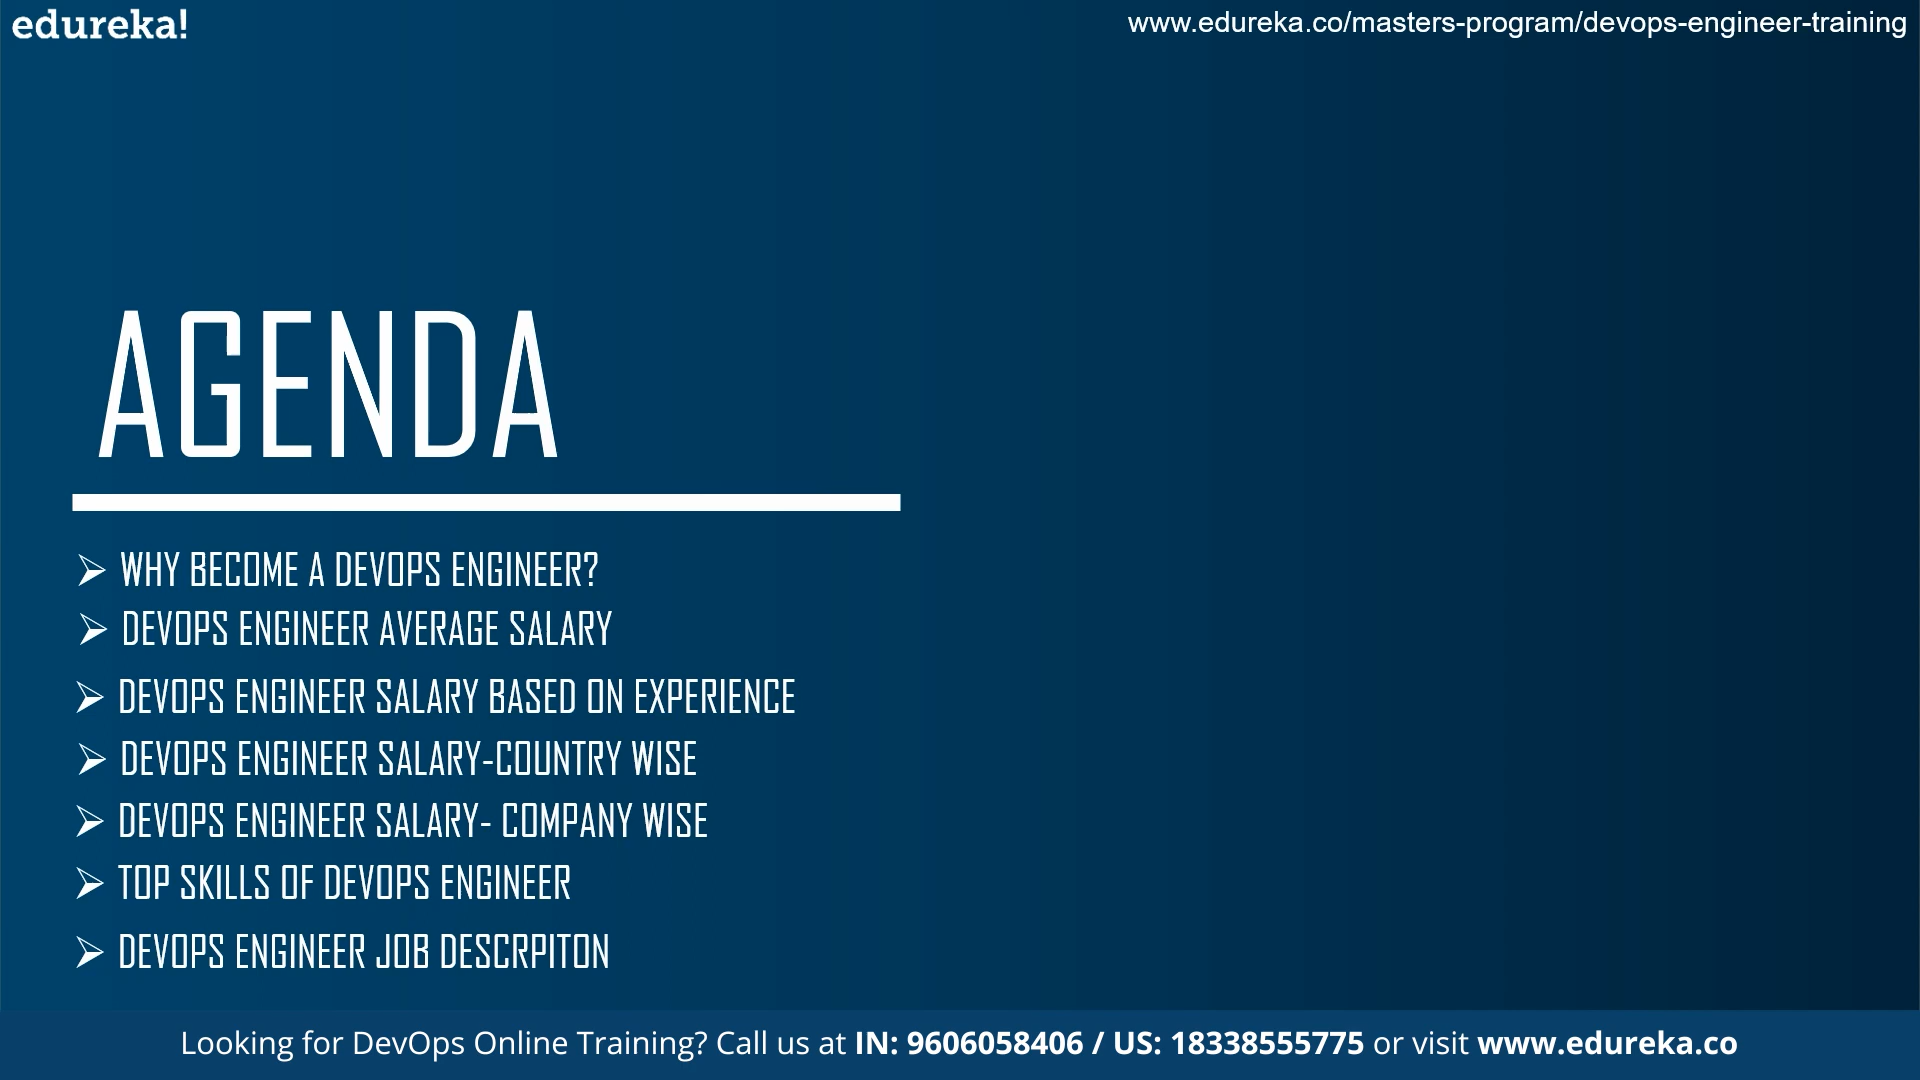 edureka!
www.edureka.co/masters-program/devops-engineer-training
AGENDA
➢ WHY BECOME A DEVOPS ENGINEER?
➢ DEVOPS ENGINEER AVERAGE SALARY
➢ DEVOPS ENGINEER SALARY BASED ON EXPERIENCE
➢ DEVOPS ENGINEER SALARY-COUNTRY WISE
➢ DEVOPS ENGINEER SALARY- COMPANY WISE
➢ TOP SKILLS OF DEVOPS ENGINEER
➢ DEVOPS ENGINEER JOB DESCRPITON
Looking for DevOps Online Training? Call us at IN: 9606058406 / US: 18338555775 or visit www.edureka.co